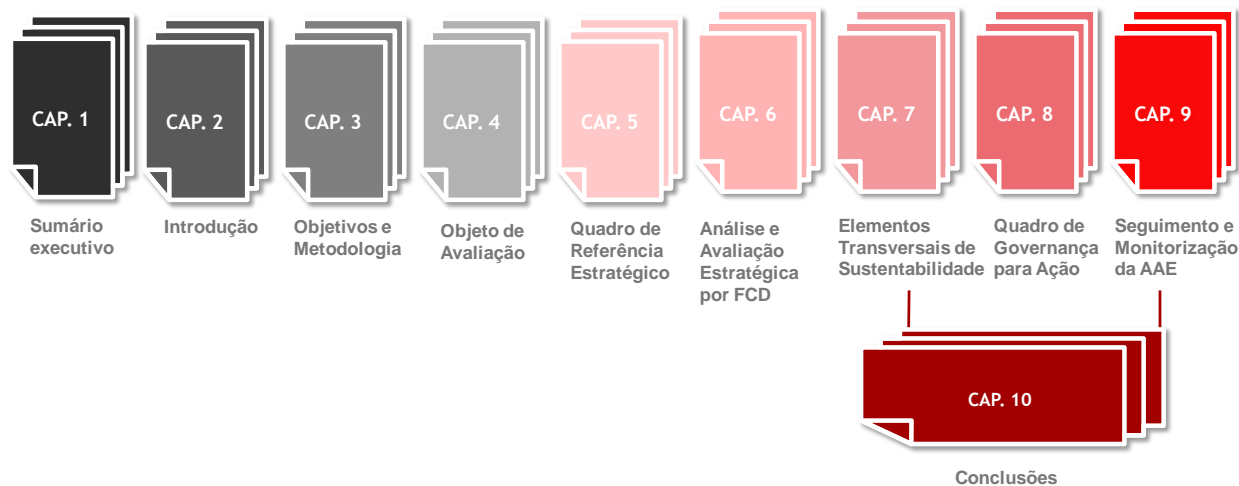 CAP. 1
CAP. 2
CAP. 3
CAP. 4
CAP. 5
CAP. 6
CAP. 7
CAP. 8
CAP. 9
Sumário
executivo
Introdução
Objetivos e
Metodologia
Objeto de
Avaliação
Quadro de
Referência
Estratégico
Análise e
Avaliação
Estratégica
por FCD
Elementos
Transversais de
Sustentabilidade
Quadro de
Governança
para Ação
Seguimento e
Monitorização
da AAE
CAP. 10
Conclusões